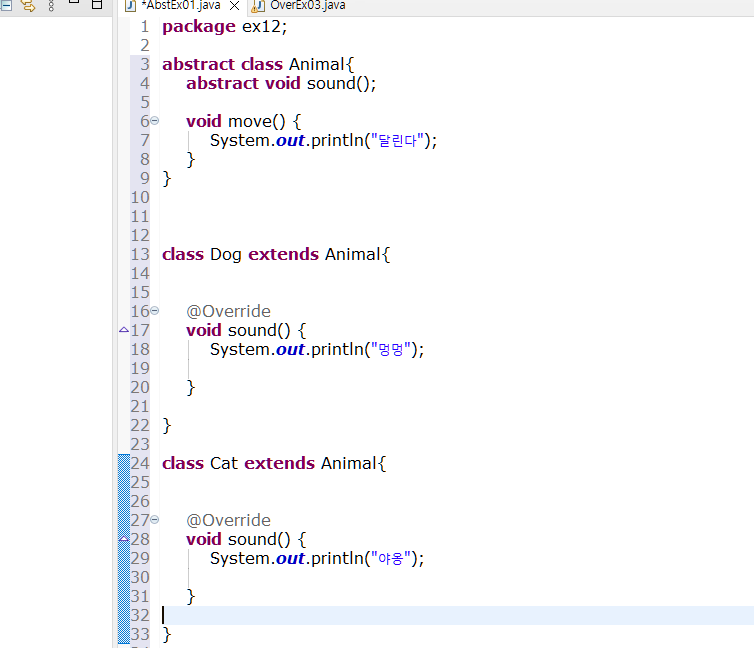 *AbstEx01.java OverEx03.java
1 package ex12;
2
3 abstract class Animal{
4 abstract void sound();
5
6 void move() {
7 System.out.println("달린다");
8 }
9 }
10
11
12
13 class Dog extends Animal{
14
15
16 @Override
17 void sound() {
18 System.out.println("멍멍");
19
20 }
21
22 }
23
24 class Cat extends Animal{
25
26
27 @Override
28 void sound() {
29 System.out.println("야옹");
30
31 }
32
33 }